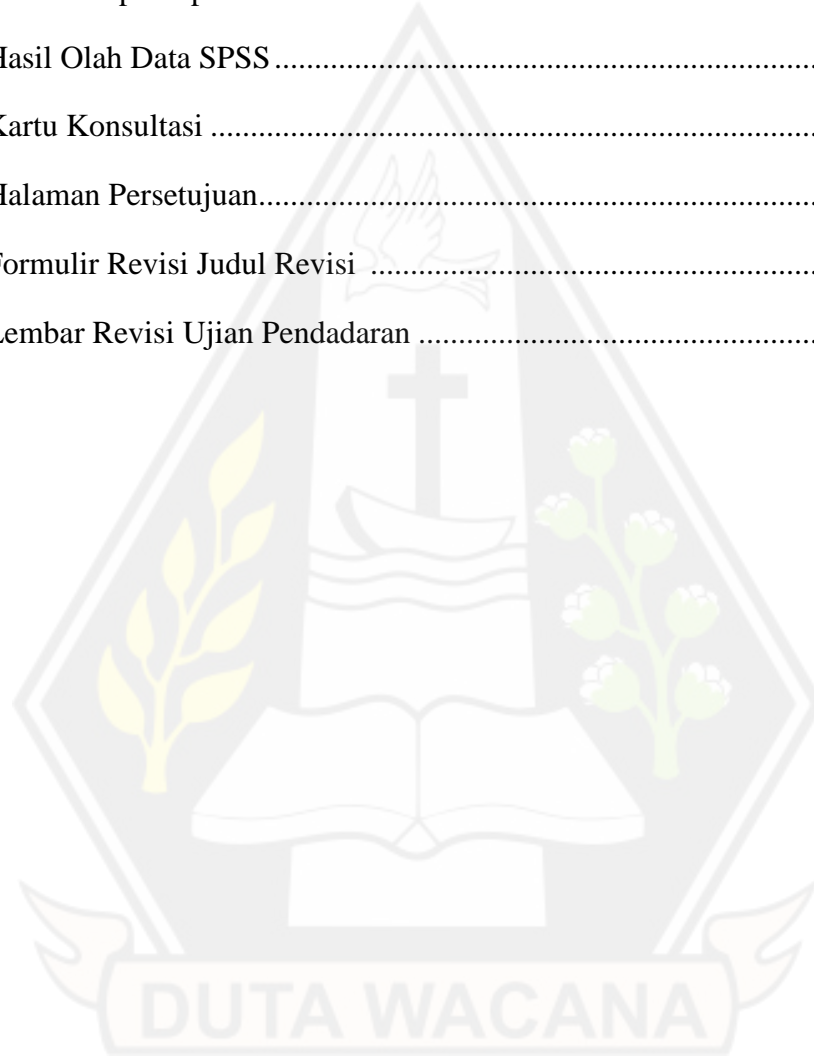 Hasil Olah Data SPSS....................................................................
Kartu Konsultasi ............................................................................
Halaman Persetujuan......................................................................
Formulir Revisi Judul Revisi ........................................................
Lembar Revisi Ujian Pendadaran ..................................................
DUTA WACANA